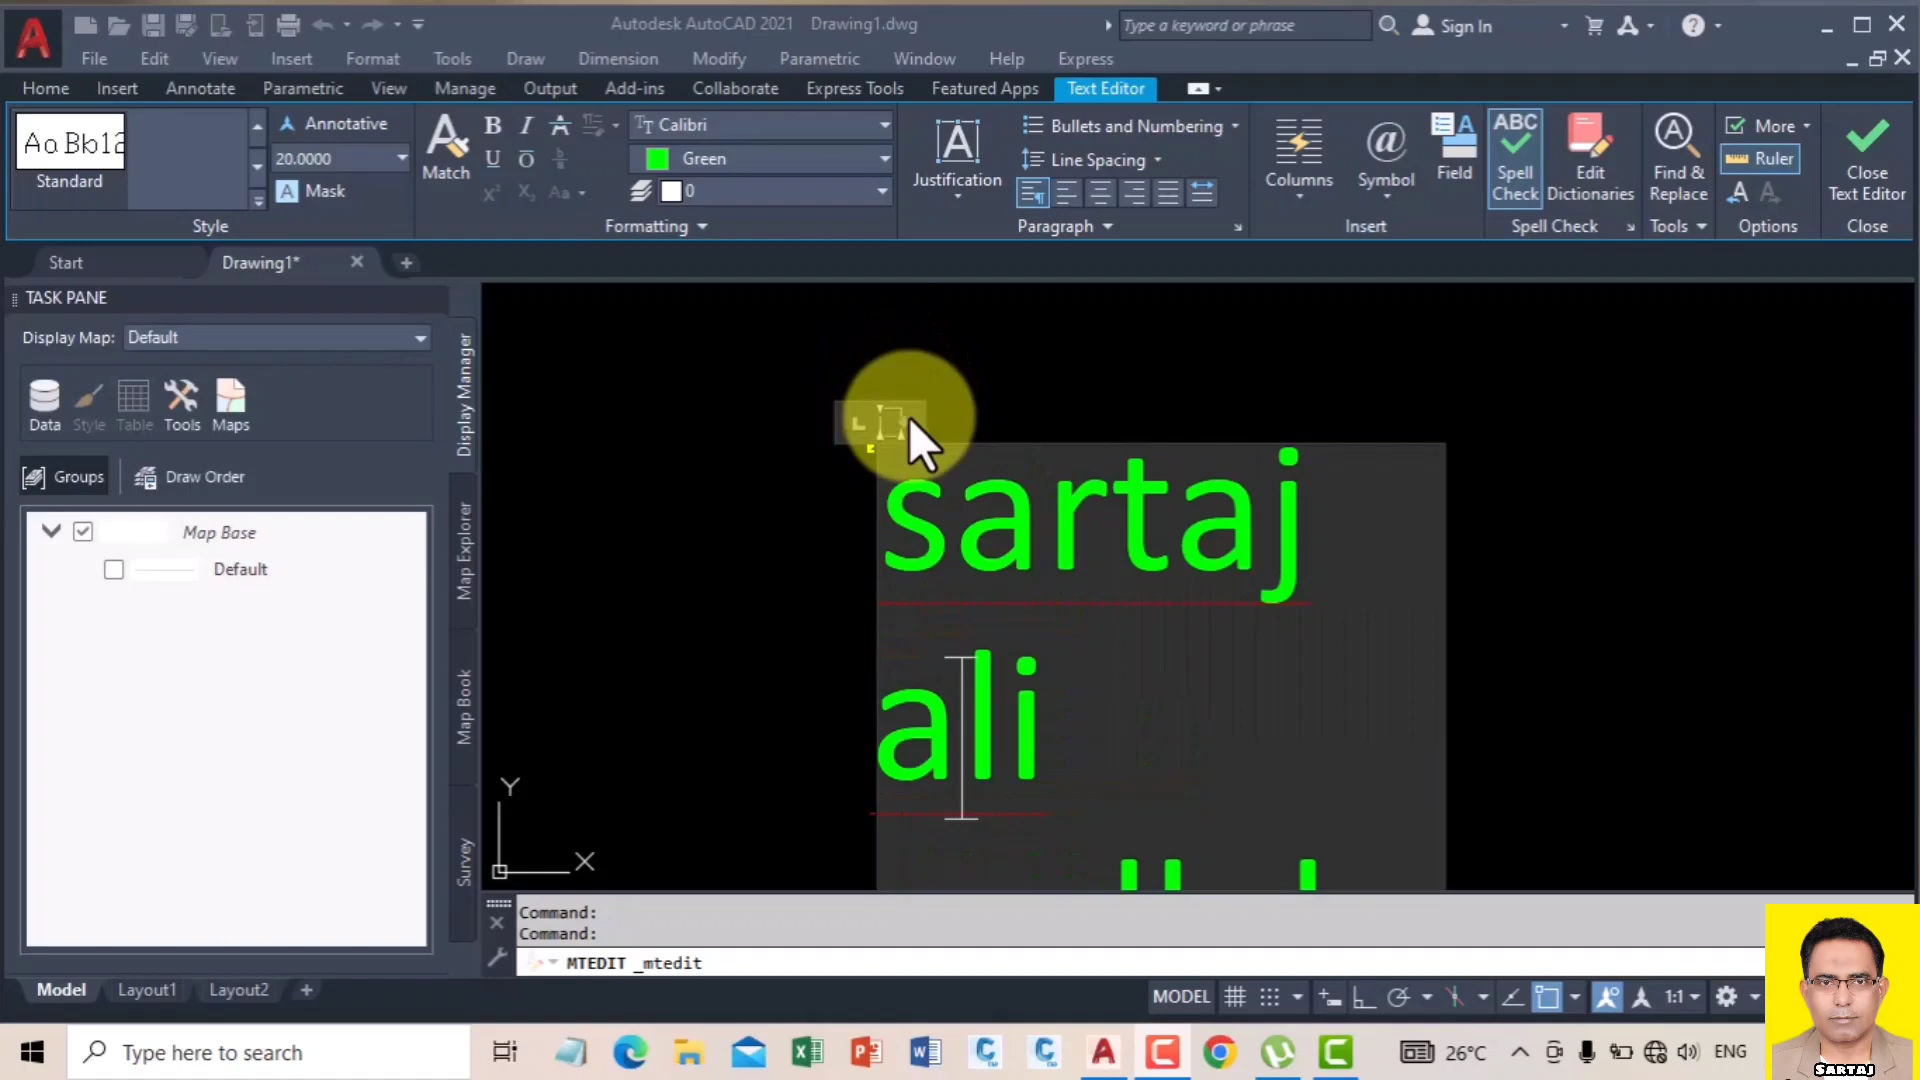 Autodesk AutoCAD 2021 Drawing1.dwg
Type a keyword or phrase
Sign In
File Edit View Insert Format Tools Draw Dimension Modify Parametric Window Help Express
Home Insert Annotate Parametric View Manage Output Add-ins Collaborate Express Tools Featured Apps Text Editor
Standard
Annotative
20.0000
Mask
Style
Match
Calibri
Green
0
Formatting
Justification
Bullets and Numbering
Line Spacing
Paragraph
Columns
Symbol
Field
Insert
ABC
Spell
Check
Edit
Dictionaries
Spell Check
Find &
Replace
Tools
More
Ruler
Options
Close
Text Editor
Close
Start
Drawing1*
TASK PANE
Display Map: Default
Data Style Table Tools Maps
Groups
Draw Order
Map Base
Default
Display Manager
Map Explorer
Map Book
Survey
sartaj
ali
Y
X
Command:
Command:
MTEDIT _mtedit
Model Layout1 Layout2
MODEL
1:1
Type here to search
26°C
ENG
SARTAJ